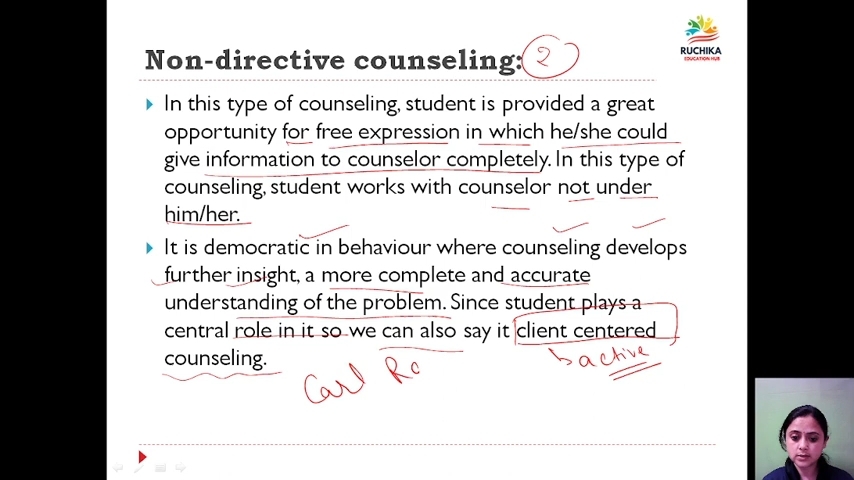 Non-directive counseling: 2
RUCHIKA
EDUCATION HUB
In this type of counseling, student is provided a great
opportunity for free expression in which he/she could
give information to counselor completely. In this type of
counseling, student works with counselor not under
him/her.
It is democratic in behaviour where counseling develops
further insight, a more complete and accurate
understanding of the problem. Since student plays a
central role in it so we can also say it client centered
counseling.
active
Carl Ro